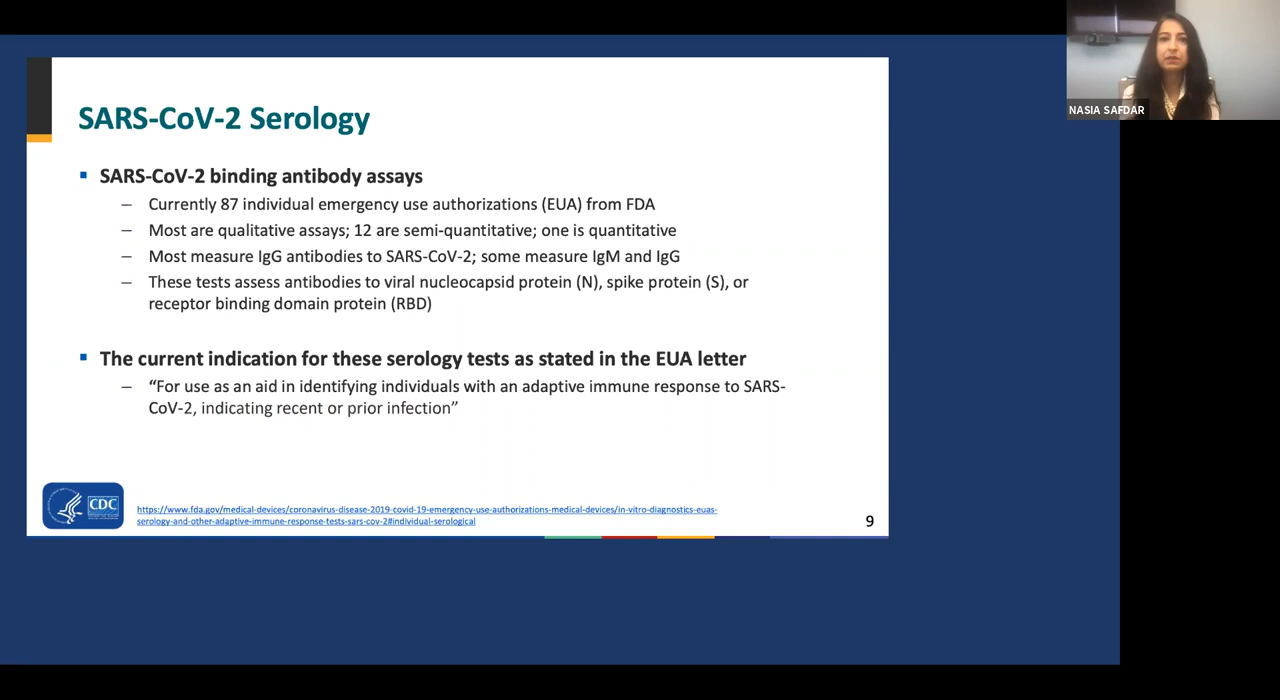 NASIA SAFDAR
SARS-CoV-2 Serology
▪ SARS-CoV-2 binding antibody assays
– Currently 87 individual emergency use authorizations (EUA) from FDA
– Most are qualitative assays; 12 are semi-quantitative; one is quantitative
– Most measure IgG antibodies to SARS-CoV-2; some measure IgM and IgG
– These tests assess antibodies to viral nucleocapsid protein (N), spike protein (S), or
receptor binding domain protein (RBD)
▪ The current indication for these serology tests as stated in the EUA letter
– “For use as an aid in identifying individuals with an adaptive immune response to SARS-
CoV-2, indicating recent or prior infection”
CDC
https://www.fda.gov/medical-devices/coronavirus-disease-2019-covid-19-emergency-use-authorizations-medical-devices/in-vitro-diagnostics-euas-
serology-and-other-adaptive-immune-response-tests-sars-cov-2#individual-serological
9